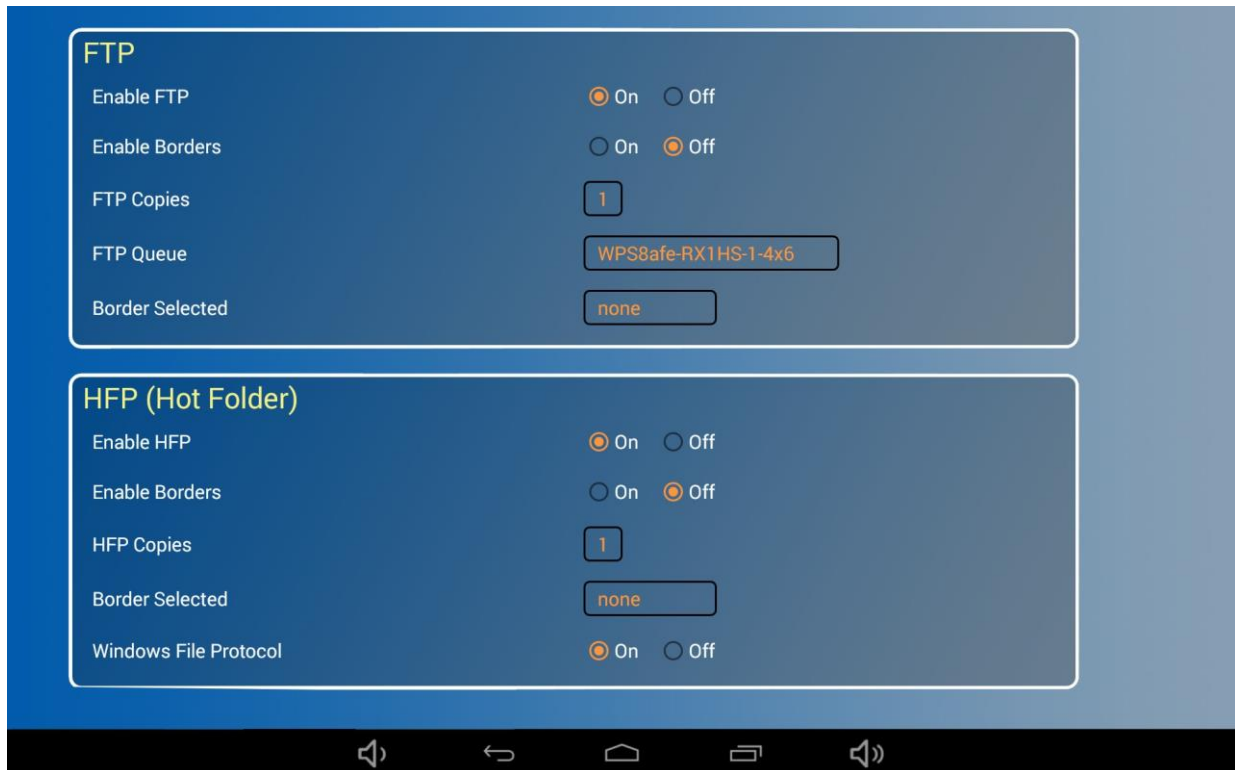 FTP
Enable FTP On Off
Enable Borders On Off
FTP Copies 1
FTP Queue WPS8afe-RX1HS-1-4x6
Border Selected none
HFP (Hot Folder)
Enable HFP On Off
Enable Borders On Off
HFP Copies 1
Border Selected none
Windows File Protocol On Off